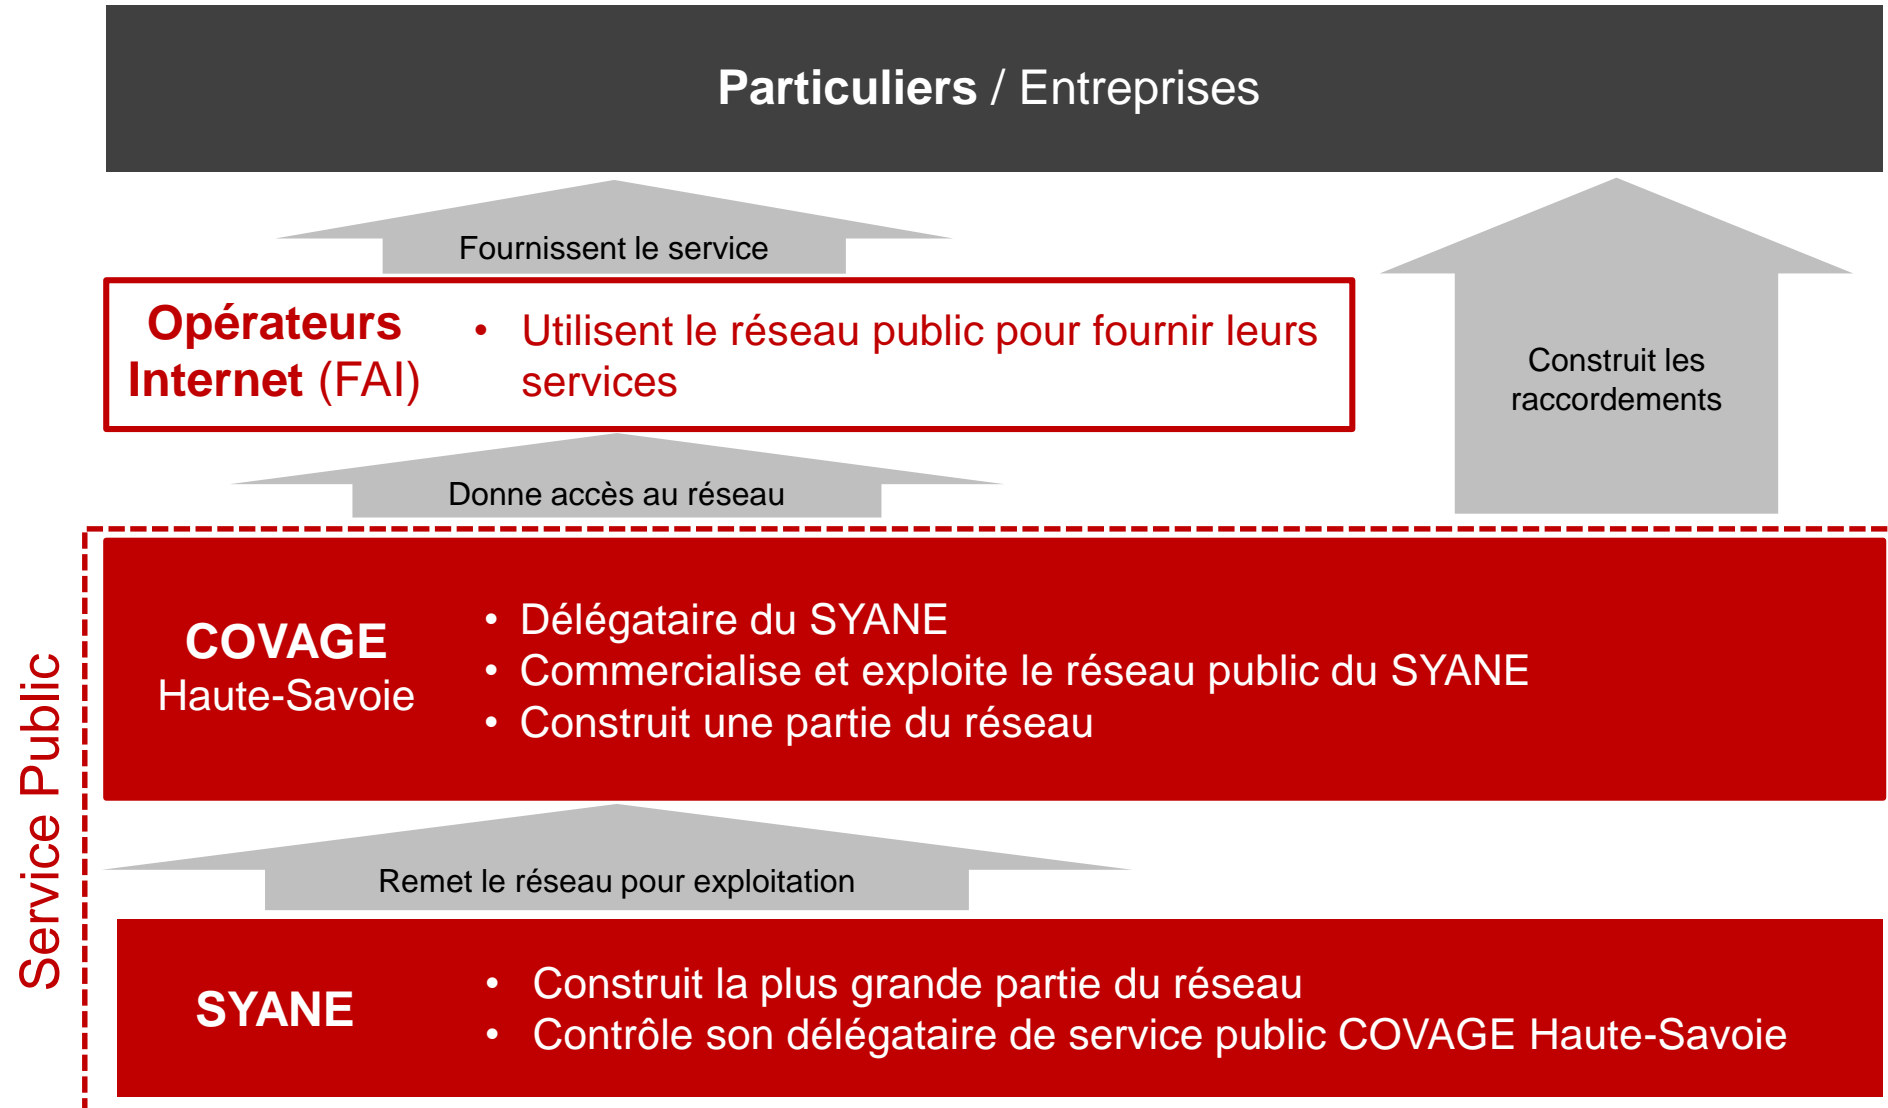 Particuliers / Entreprises
Fournissent le service
Opérateurs
Internet (FAI)
• Utilisent le réseau public pour fournir leurs
services
Construit les
raccordements
Donne accès au réseau
Service Public
COVAGE
Haute-Savoie
• Délégataire du SYANE
• Commercialise et exploite le réseau public du SYANE
• Construit une partie du réseau
Remet le réseau pour exploitation
SYANE
• Construit la plus grande partie du réseau
• Contrôle son délégataire de service public COVAGE Haute-Savoie